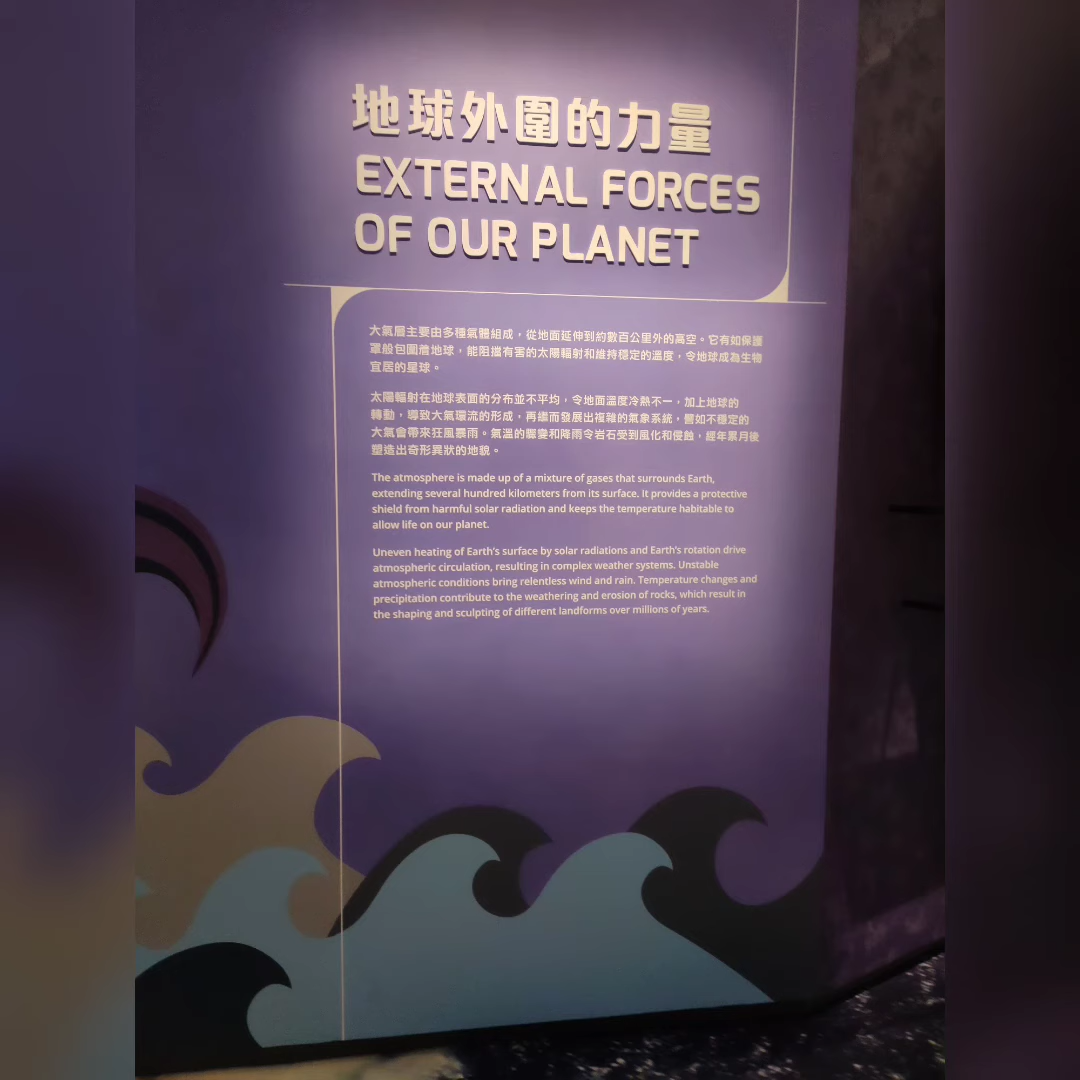 地球外圍的力量
EXTERNAL FORCES
OF OUR PLANET
大氣層主要由多種氣體組成，從地面延伸到約數百公里外的高空。它有如保護
罩般包圍着地球，能阻擋有害的太陽輻射和維持穩定的溫度，令地球成為生物
宜居的星球。
太陽輻射在地球表面的分布並不平均，令地面溫度冷熱不一，加上地球的
轉動，導致大氣環流的形成，再繼而發展出複雜的氣象系統，譬如不穩定的
大氣會帶來狂風暴雨。氣溫的驟變和降雨令岩石受到風化和侵蝕，經年累月後
塑造出奇形異狀的地貌。
The atmosphere is made up of a mixture of gases that surrounds Earth,
extending several hundred kilometers from its surface. It provides a protective
shield from harmful solar radiation and keeps the temperature habitable to
allow life on our planet.
Uneven heating of Earth's surface by solar radiations and Earth's rotation drive
atmospheric circulation, resulting in complex weather systems. Unstable
atmospheric conditions bring relentless wind and rain. Temperature changes and
precipitation contribute to the weathering and erosion of rocks, which result in
the shaping and sculpting of different landforms over millions of years.